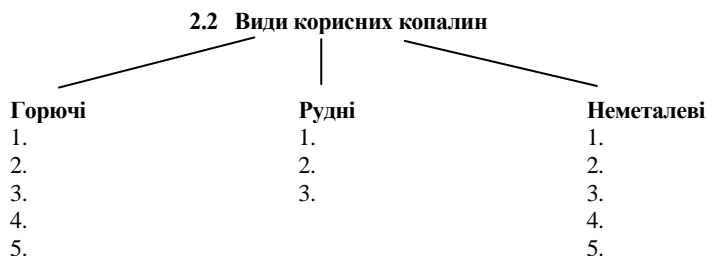 2.2 Види корисних копалин
Горючі Рудні Неметалеві
1. 1. 1.
2. 2. 2.
3. 3. 3.
4. 4.
5. 5.